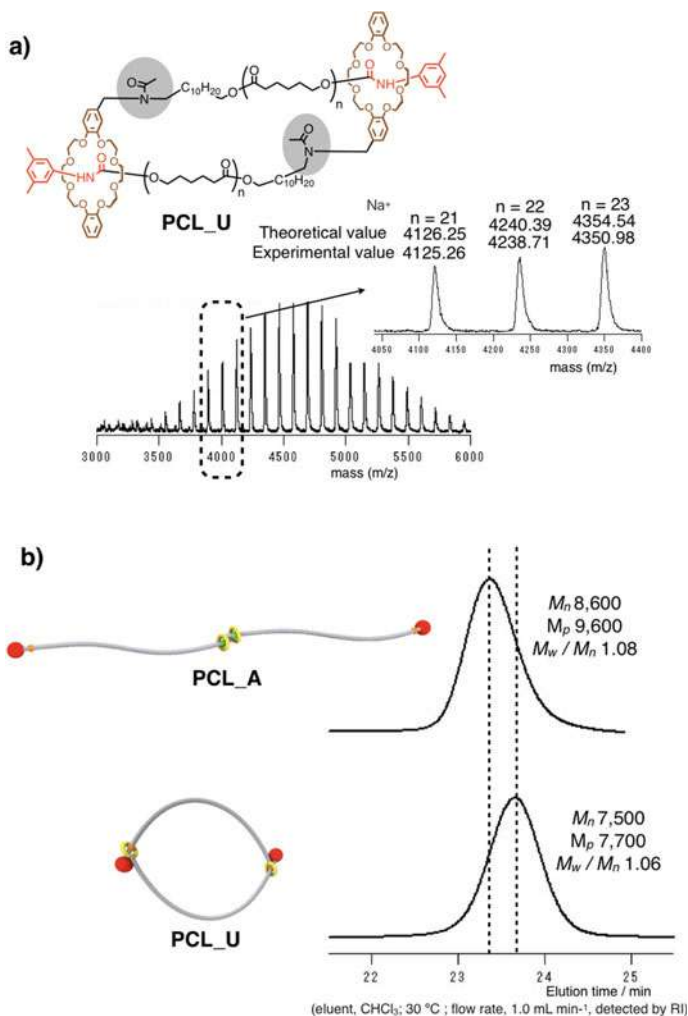 a)
O
N
C10H20
O
O
O
n
O
O
NH
O
N
C10H20
HN
O
O
O
n
O
PCL_U
Na+
n = 21 n = 22 n = 23
Theoretical value 4126.25 4240.39 4354.54
Experimental value 4125.26 4238.71 4350.98
4050 4100 4150 4200 4250 4300 4350 4400
mass (m/z)
3000 3500 4000 4500 5000 5500 6000
mass (m/z)
b)
PCL_A
Mn 8,600
Mp 9,600
Mw / Mn 1.08
PCL_U
Mn 7,500
Mp 7,700
Mw / Mn 1.06
22 23 24 25
Elution time / min
(eluent, CHCl3; 30 °C ; flow rate, 1.0 mL min-1, detected by RI)